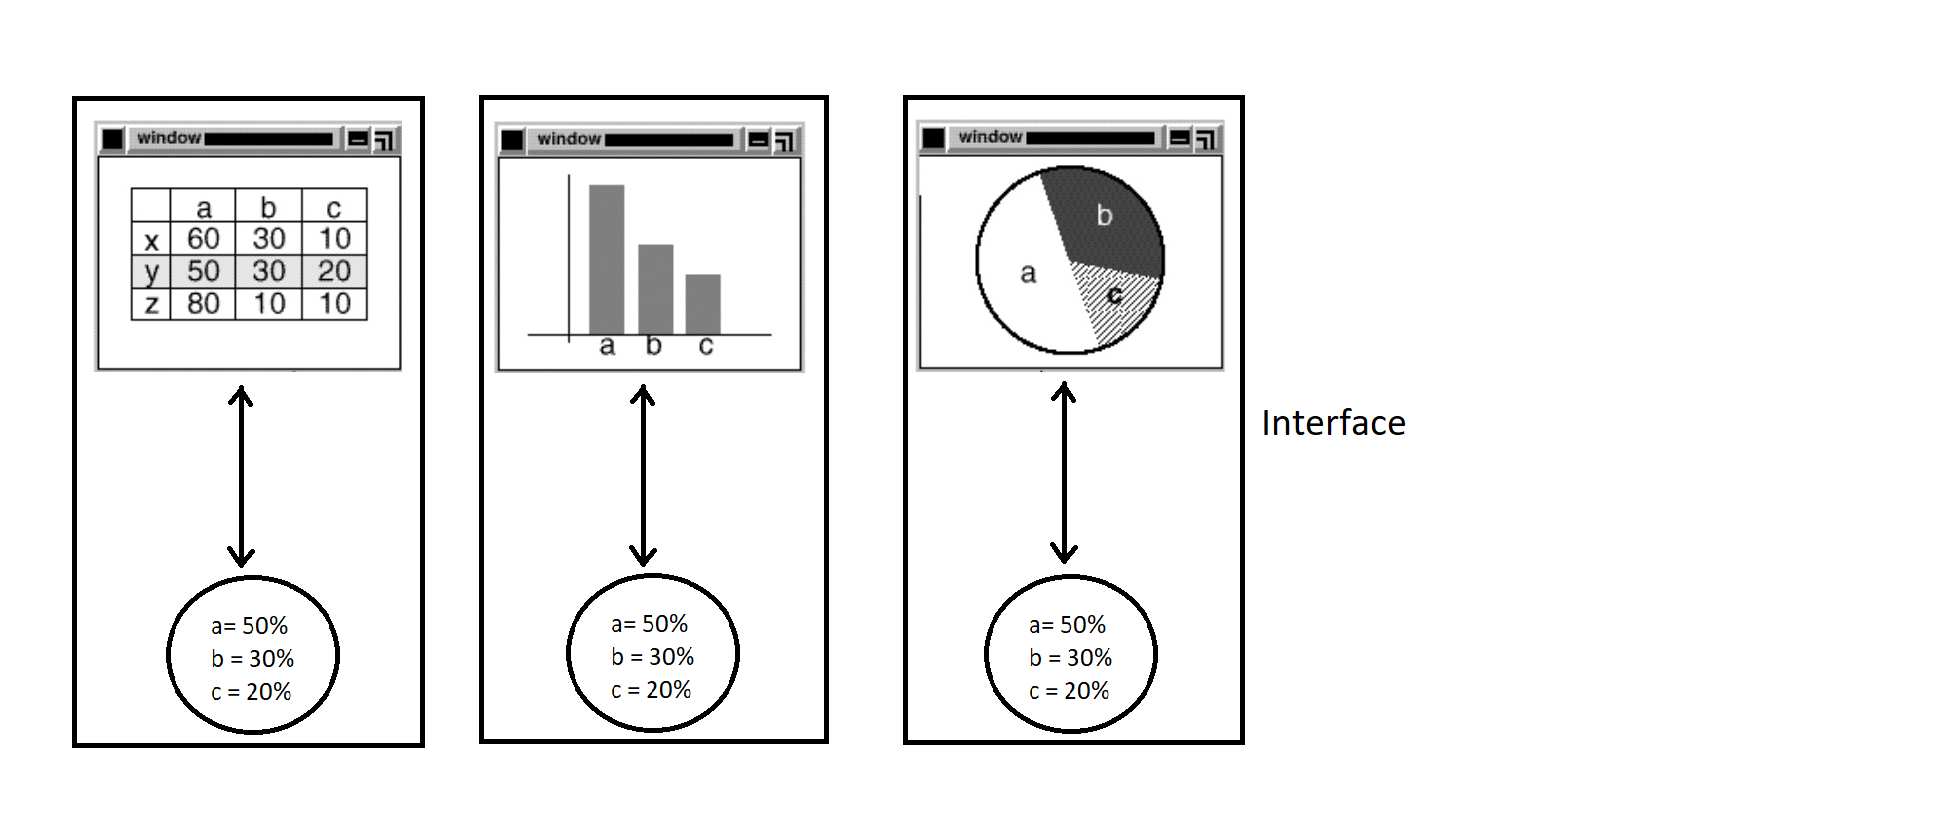 window
a b c
x 60 30 10
y 50 30 20
z 80 10 10
a= 50%
b = 30%
c = 20%
window
a b c
a= 50%
b = 30%
c = 20%
window
b
a
c
a= 50%
b = 30%
c = 20%
Interface